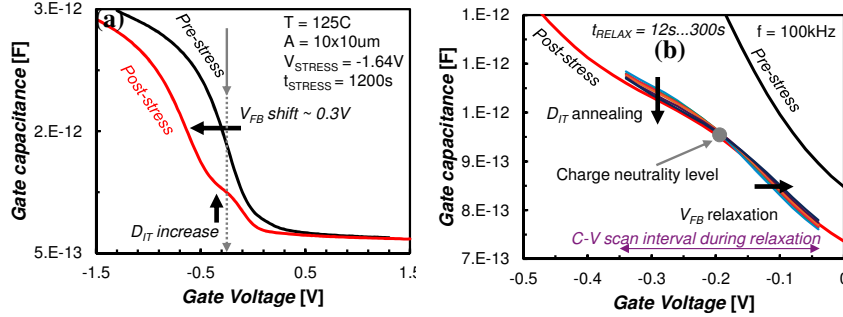 (a)
3.E-12
2.E-12
5.E-13
Gate capacitance [F]
Pre-stress
Post-stress
T = 125C
A = 10x10um
VSTRESS = -1.64V
tSTRESS = 1200s
VFB shift ~ 0.3V
DIT increase
-1.5
-0.5
0.5
1.5
Gate Voltage [V]
(b)
1.E-12
1.E-12
9.E-13
8.E-13
7.E-13
Gate capacitance [F]
tRELAX = 12s...300s
f = 100kHz
Post-stress
Pre-stress
DIT annealing
Charge neutrality level
VFB relaxation
C-V scan interval during relaxation
-0.5
-0.4
-0.3
-0.2
-0.1
0
Gate Voltage [V]